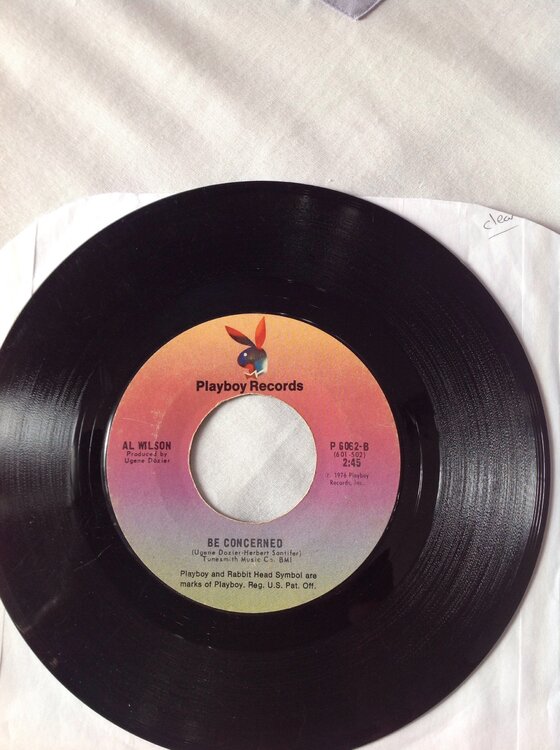 clean
Playboy Records
AL WILSON
Produced by
Ugene Dozier
P 6062-B
(601 502)
2:45
℗ 1976 Playboy
Records, Inc.
BE CONCERNED
(Ugene Dozier-Herbert Santifer)
Tunesmith Music Co. BMI
Playboy and Rabbit Head Symbol are
marks of Playboy. Reg. U.S. Pat. Off.